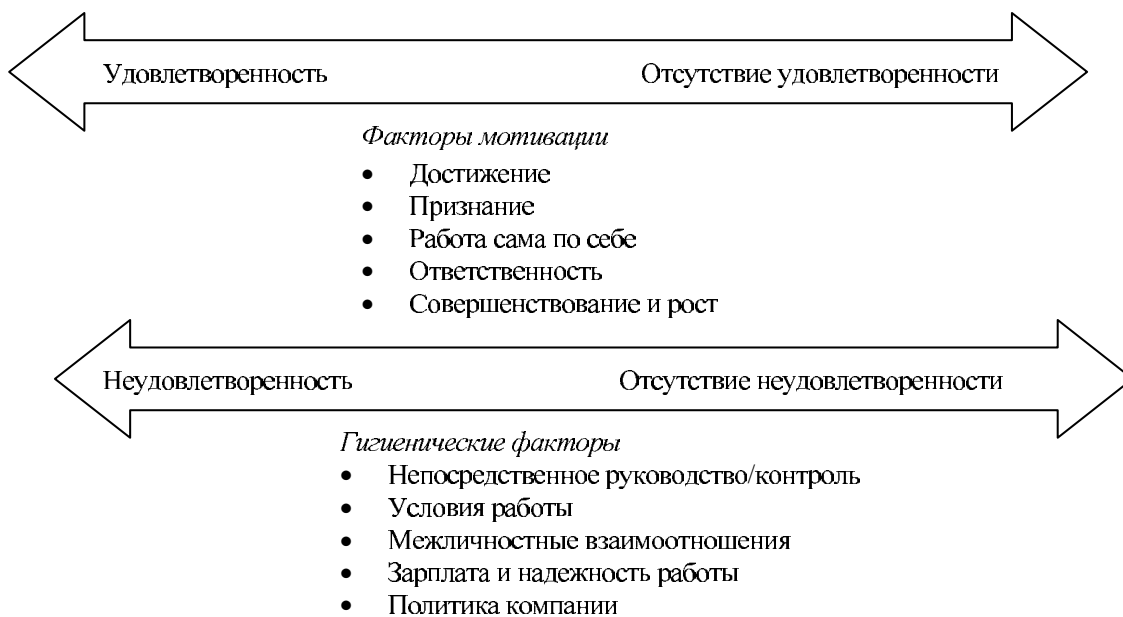 Удовлетворенность Отсутствие удовлетворенности
Факторы мотивации
• Достижение
• Признание
• Работа сама по себе
• Ответственность
• Совершенствование и рост
Неудовлетворенность Отсутствие неудовлетворенности
Гигиенические факторы
• Непосредственное руководство/контроль
• Условия работы
• Межличностные взаимоотношения
• Зарплата и надежность работы
• Политика компании